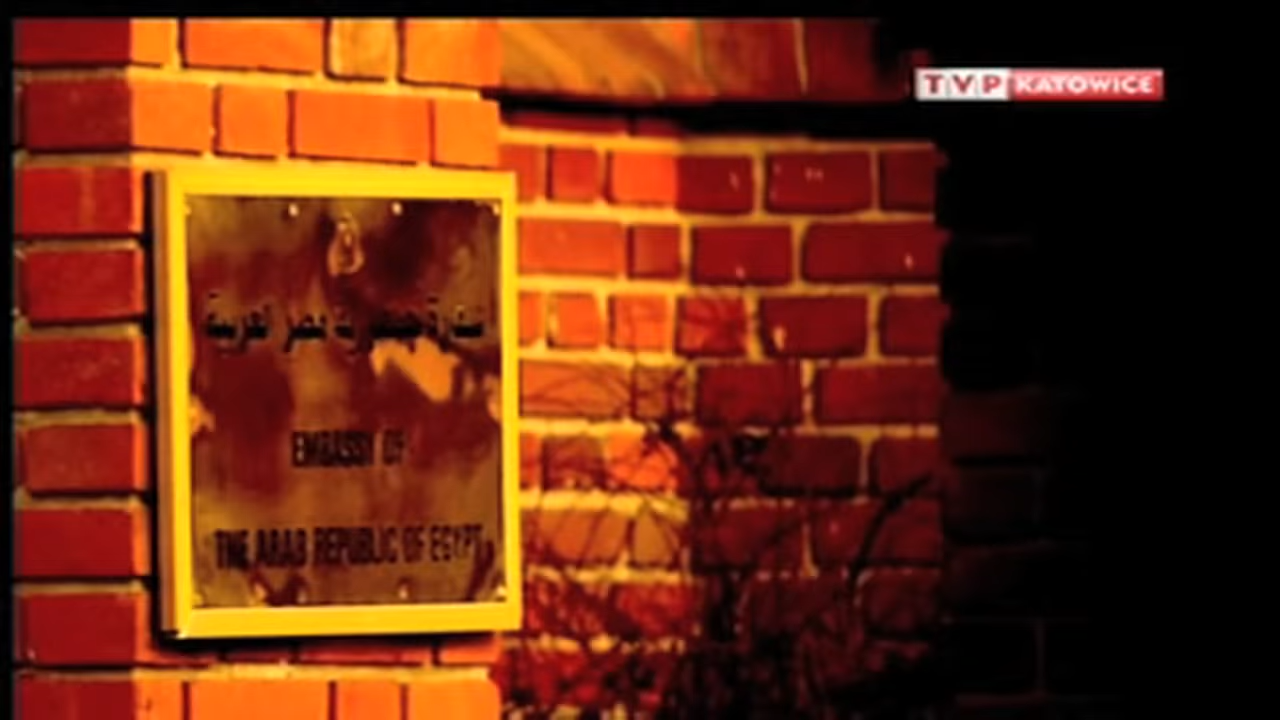 TVP KATOWICE
سفارة جمهورية مصر العربية
EMBASSY OF
THE ARAB REPUBLIC OF EGYPT